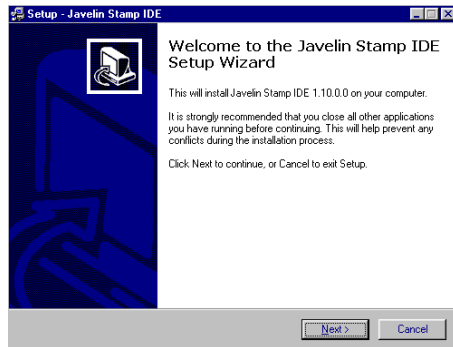 Setup - Javelin Stamp IDE
Welcome to the Javelin Stamp IDE
Setup Wizard
This will install Javelin Stamp IDE 1.10.0.0 on your computer.
It is strongly recommended that you close all other applications
you have running before continuing. This will help prevent any
conflicts during the installation process.
Click Next to continue, or Cancel to exit Setup.
Next >
Cancel